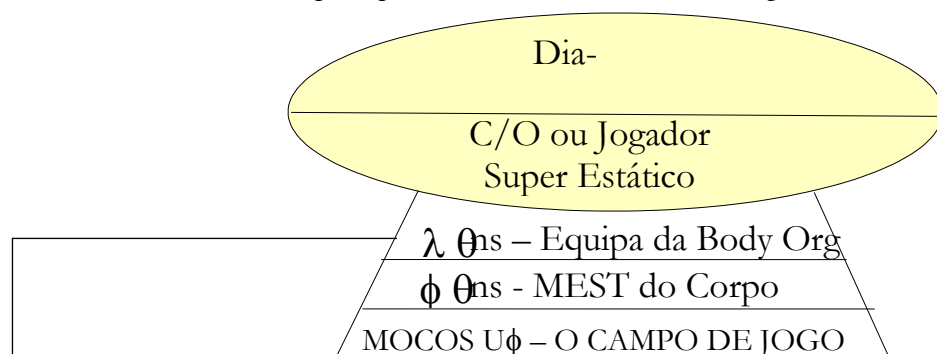 Dia-
C/O ou Jogador
Super Estático
λ θns – Equipa da Body Org
ϕ θns - MEST do Corpo
MOCOS Uϕ – O CAMPO DE JOGO